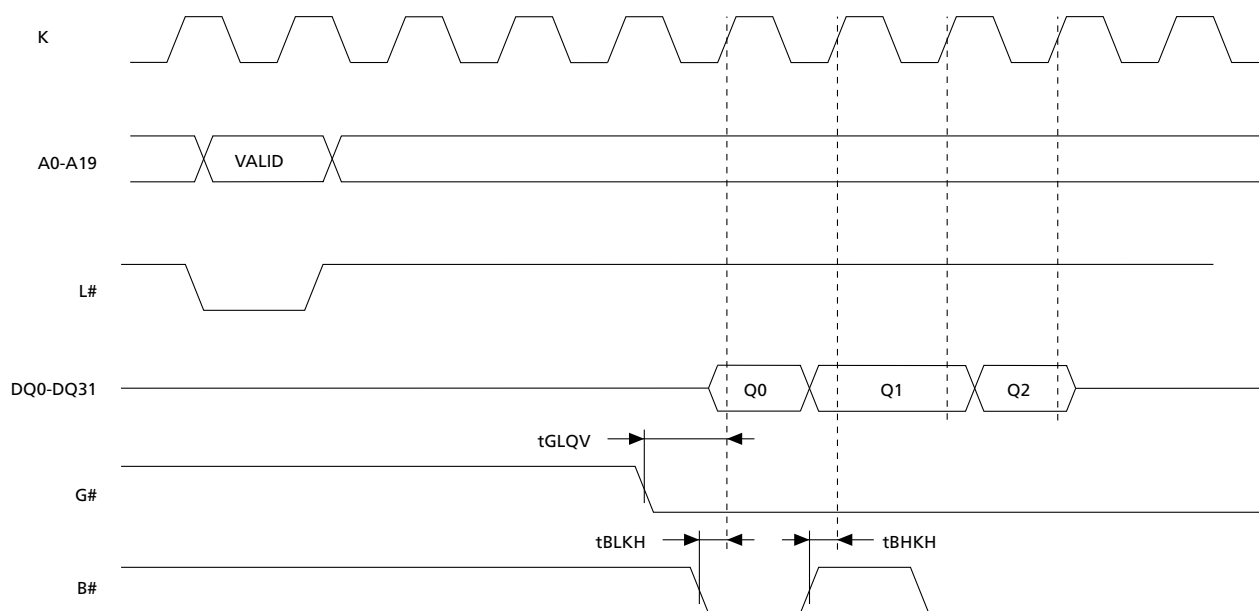 K
A0-A19
VALID
L#
DQ0-DQ31
Q0
Q1
Q2
tGLQV
G#
tBLKH
tBHKH
B#